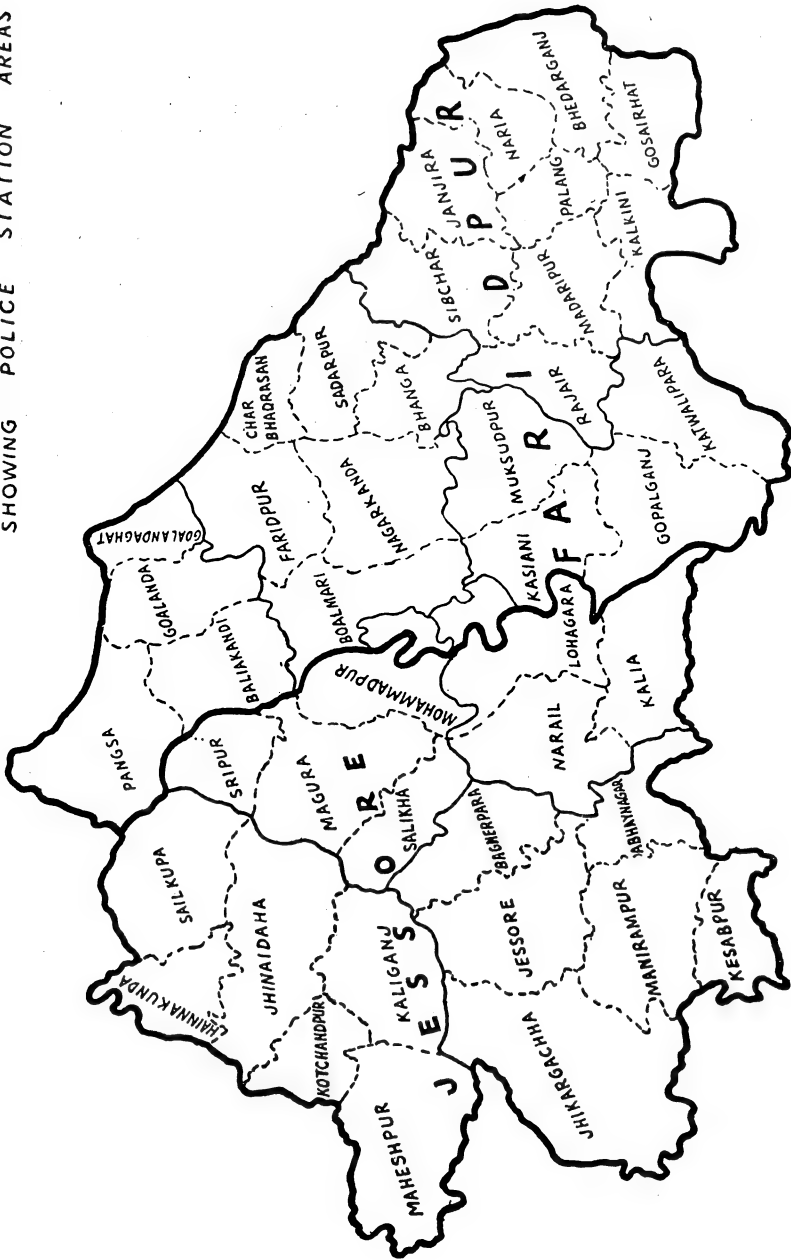 SHOWING POLICE STATION AREAS
PANGSA
GOALANDA
GOALANDAGHAT
BALIAKANDI
FARIDPUR
CHAR
BHADRASAN
SADARPUR
BHANGA
NAGARKANDA
BOALMARI
KASIANI
MUKSUDPUR
GOPALGANJ
KATWALIPARA
RAJAIR
SIBCHAR
MADARIPUR
JANJIRA
NARIA
PALANG
BHEDARGANJ
GOSAIRHAT
KALKINI
FARIDPUR
SAILKUPA
HAINNAKUNDA
JHINAIDAHA
KOTCHANDPUR
KALIGANJ
MAHESHPUR
SRIPUR
MAGURA
MOHAMMADPUR
SALIKHA
LOHAGARA
NARAIL
KALIA
BAGHERPARA
ABHAYNAGAR
JESSORE
MANIRAMPUR
KESABPUR
JHIKARGACHHA
JESSORE